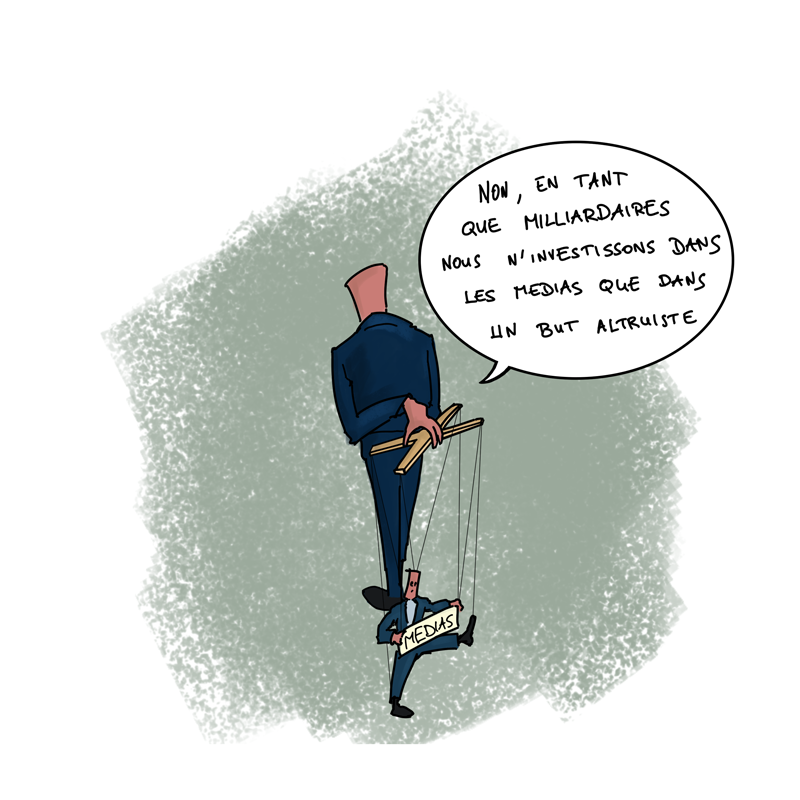 NON, EN TANT
QUE MILLIARDAIRES
NOUS N'INVESTISSONS DANS
LES MEDIAS QUE DANS
UN BUT ALTRUISTE
MEDIAS